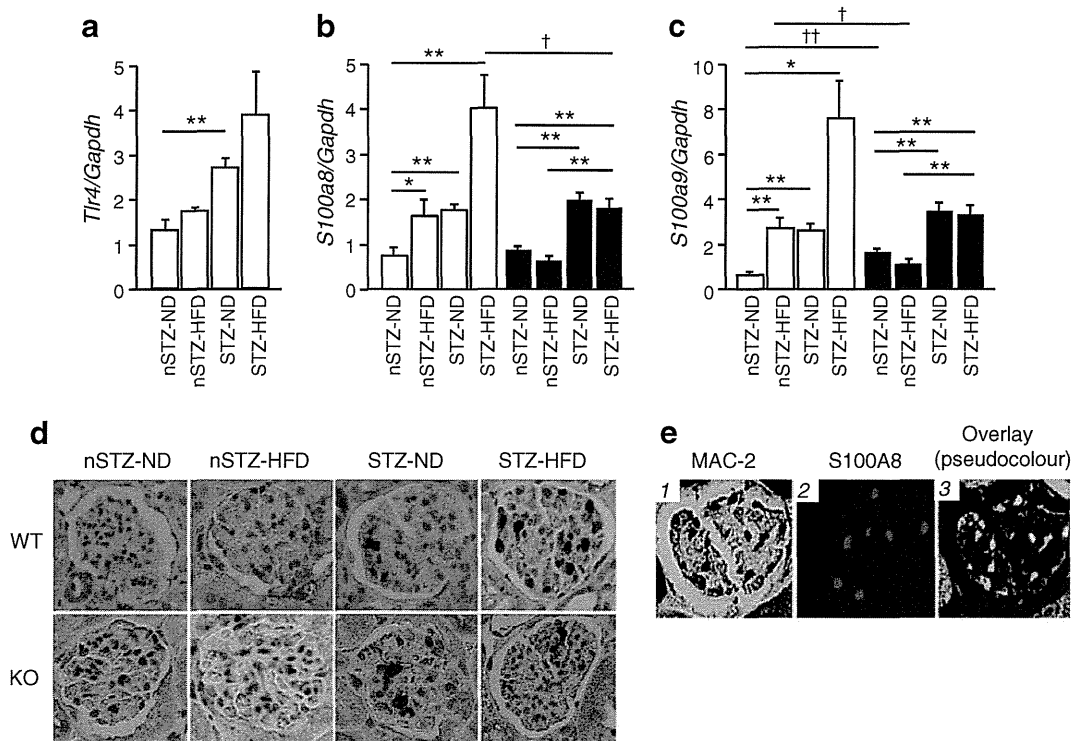 a
b
c
†
††
†
**
*
**
**
**
*
**
**
**
**
**
**
**
**
**
5
4
3
2
1
0
Tlr4/Gapdh
nSTZ-ND
nSTZ-HFD
STZ-ND
STZ-HFD
5
4
3
2
1
0
S100a8/Gapdh
nSTZ-ND
nSTZ-HFD
STZ-ND
STZ-HFD
nSTZ-ND
nSTZ-HFD
STZ-ND
STZ-HFD
10
8
6
4
2
0
S100a9/Gapdh
nSTZ-ND
nSTZ-HFD
STZ-ND
STZ-HFD
nSTZ-ND
nSTZ-HFD
STZ-ND
STZ-HFD
d
nSTZ-ND
nSTZ-HFD
STZ-ND
STZ-HFD
WT
KO
e
MAC-2
S100A8
Overlay
(pseudocolour)
1
2
3